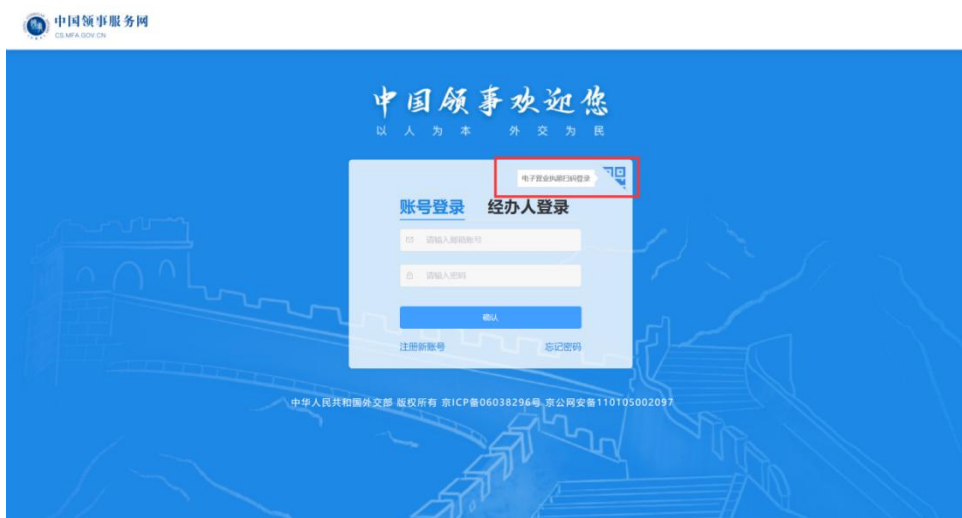 中国领事服务网
CS.MFA.GOV.CN
中国领事欢迎您
以人为本 外交为民
电子营业执照扫码登录
账号登录 经办人登录
请输入邮箱账号
请输入密码
确认
注册新账号 忘记密码
中华人民共和国外交部 版权所有 京ICP备06038296号 京公网安备110105002097